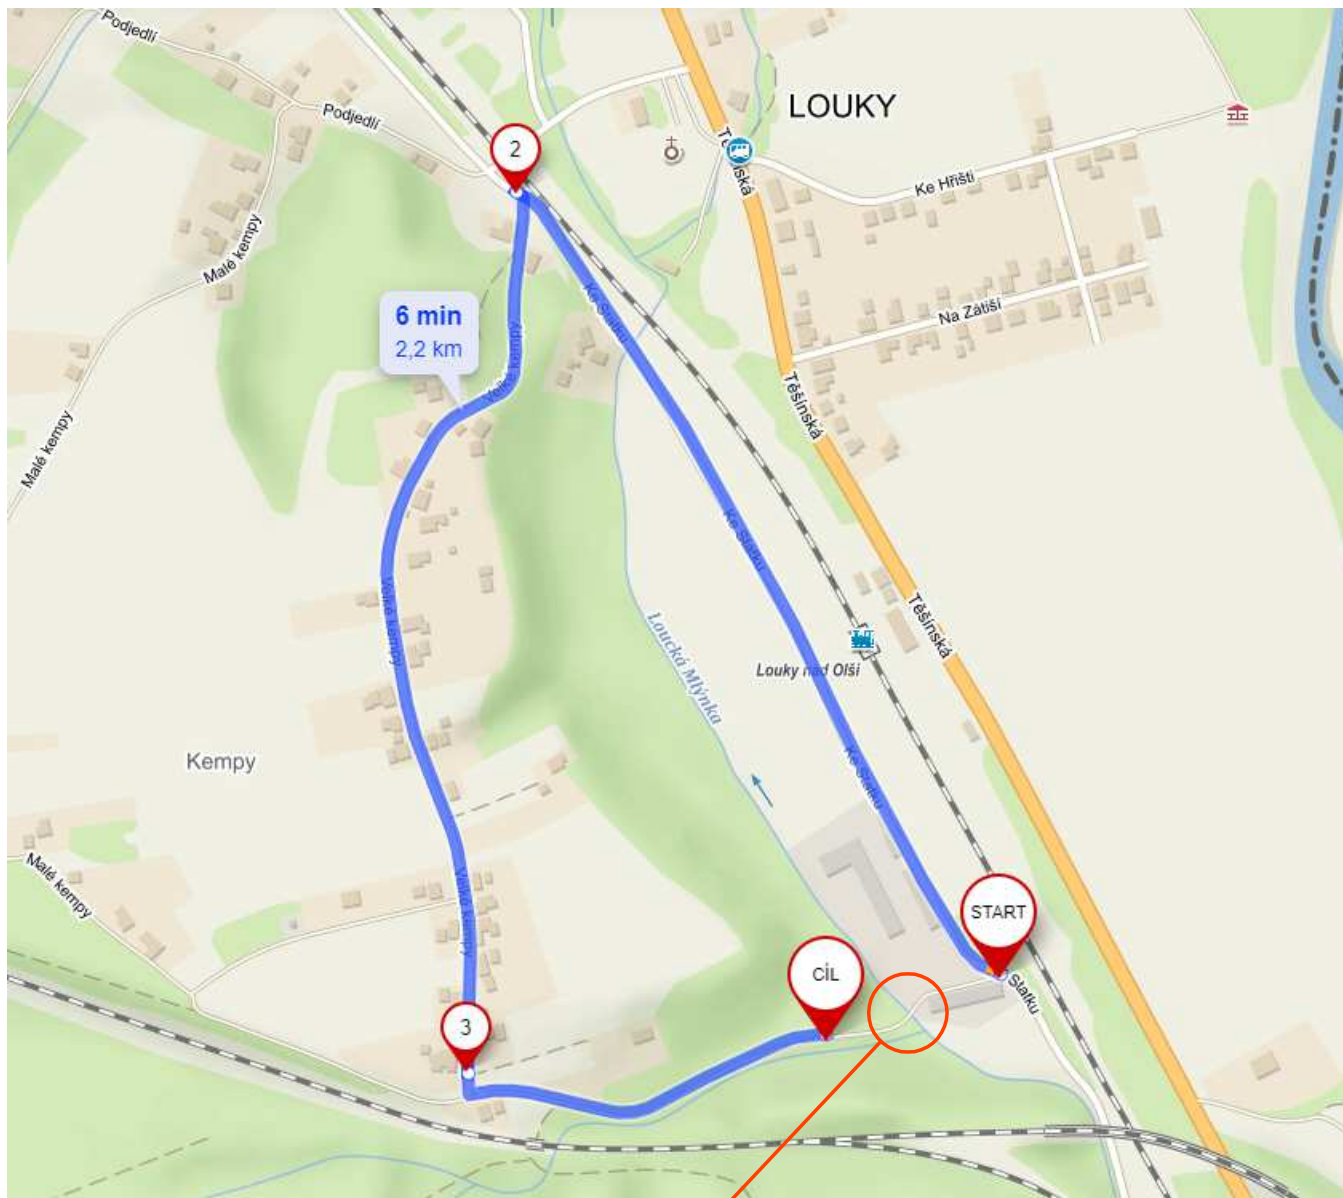 Podjedlí
LOUKY
Podjedlí
2
Těšínská
Ke Hřišti
Malé kempy
6 min
2,2 km
Ke Statku
Na Zátiší
Velké kempy
Těšínská
Malé kempy
Ke Statku
Velké kempy
Těšínská
Loucká Mlýnka
Louky nad Olší
Kempy
Ke Statku
Malé kempy
Velké kempy
START
CÍL
Statku
3